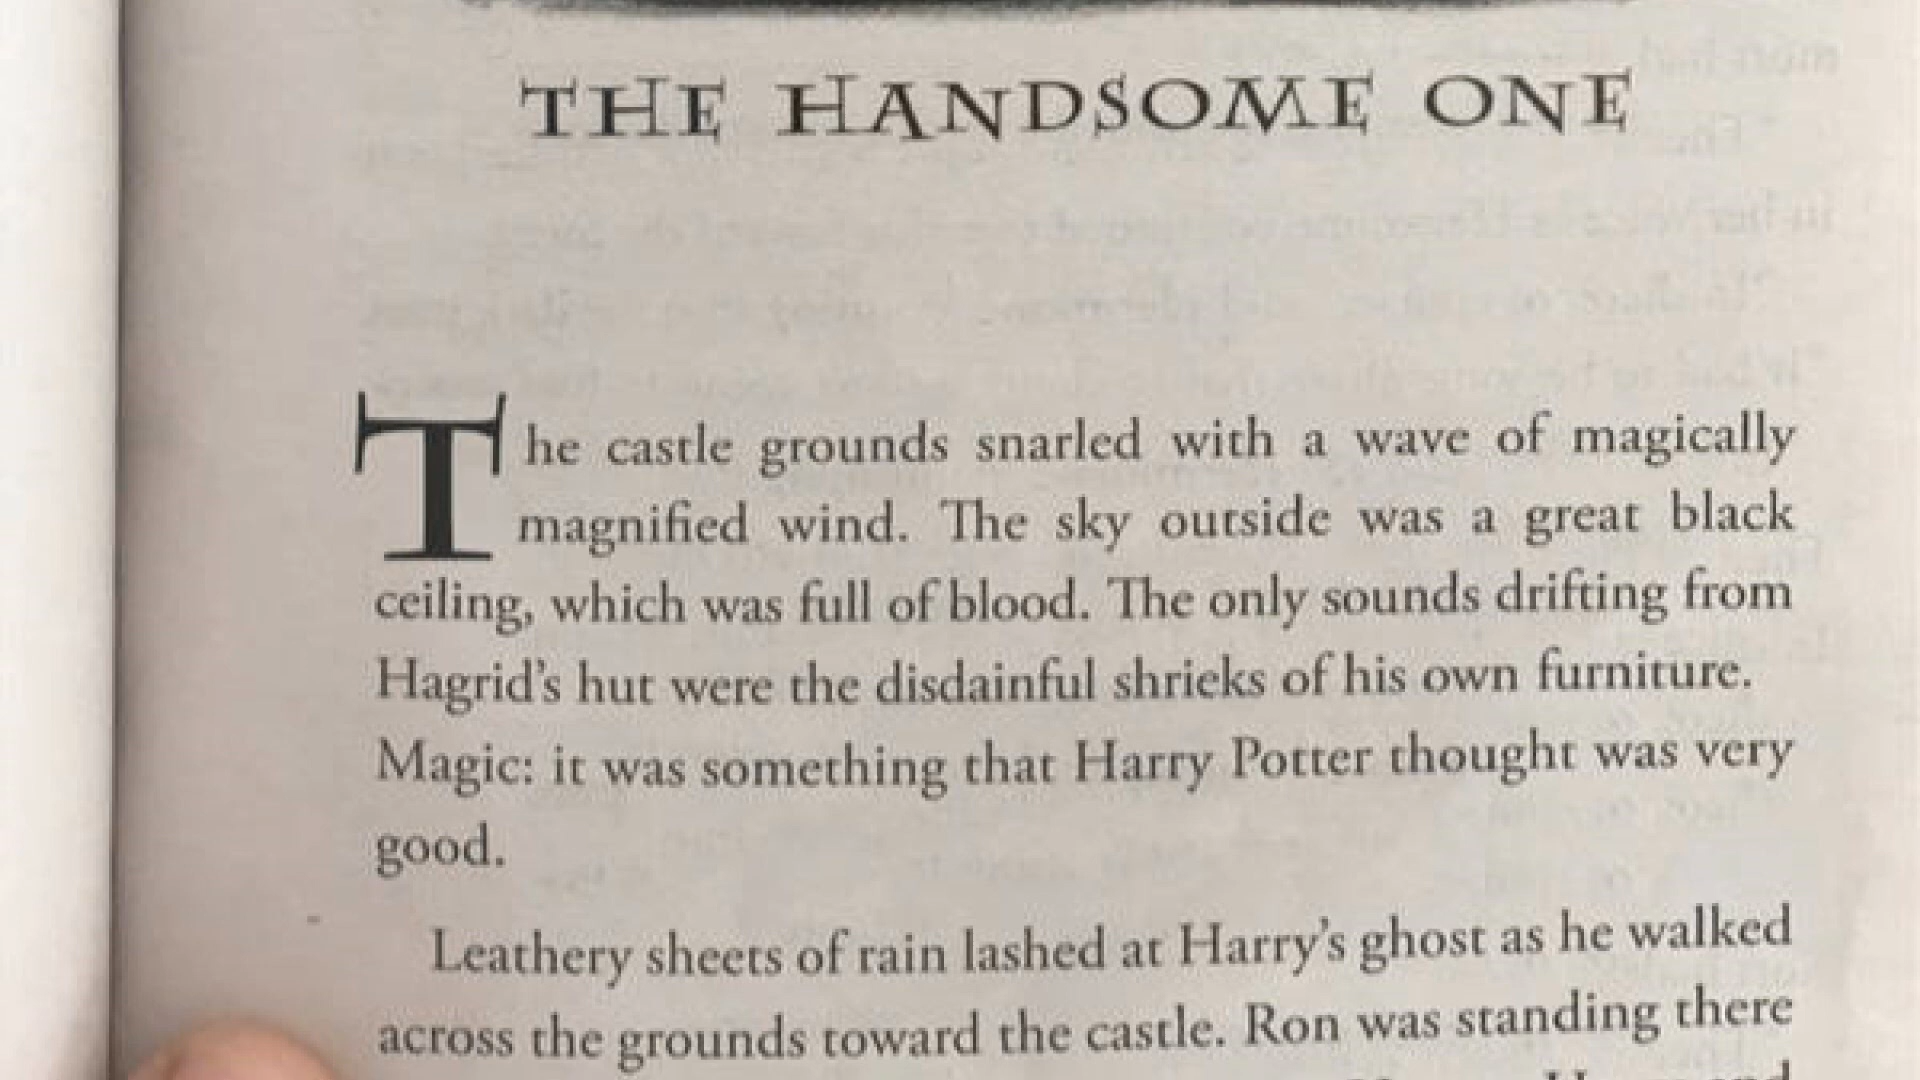 THE HANDSOME ONE
The castle grounds snarled with a wave of magically
magnified wind. The sky outside was a great black
ceiling, which was full of blood. The only sounds drifting from
Hagrid's hut were the disdainful shrieks of his own furniture.
Magic: it was something that Harry Potter thought was very
good.
Leathery sheets of rain lashed at Harry's ghost as he walked
across the grounds toward the castle. Ron was standing there